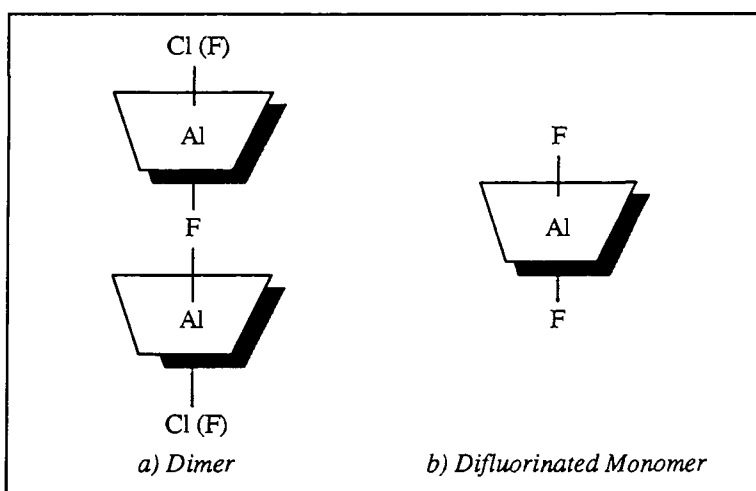 Cl (F)
Al
F
Al
Cl (F)
a) Dimer
F
Al
F
b) Difluorinated Monomer